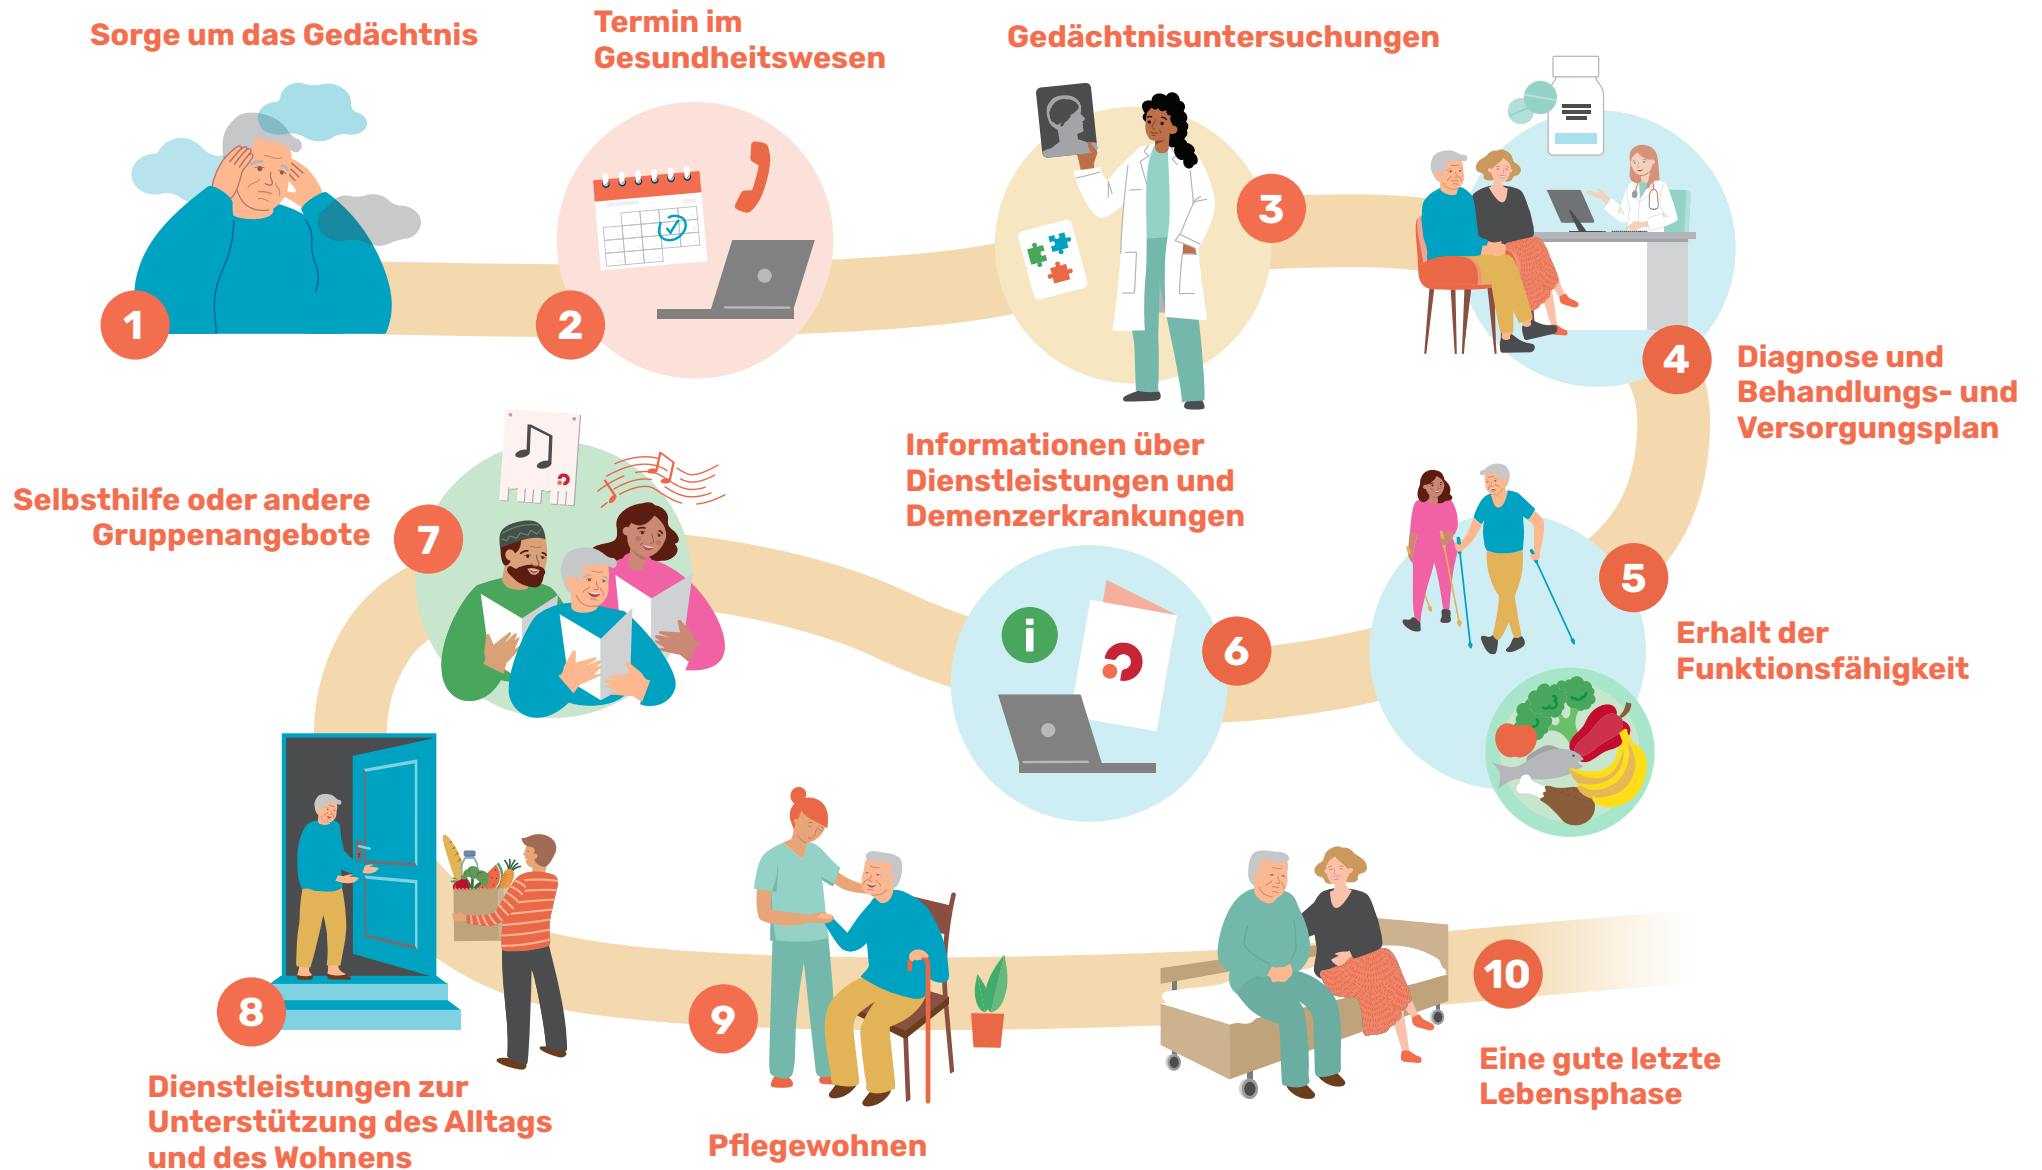 Sorge um das Gedächtnis
1
Termin im
Gesundheitswesen
2
Gedächtnisuntersuchungen
3
4
Diagnose und
Behandlungs- und
Versorgungsplan
5
Erhalt der
Funktionsfähigkeit
Informationen über
Dienstleistungen und
Demenzerkrankungen
i
6
Selbsthilfe oder andere
Gruppenangebote
7
8
Dienstleistungen zur
Unterstützung des Alltags
und des Wohnens
9
Pflegewohnen
10
Eine gute letzte
Lebensphase